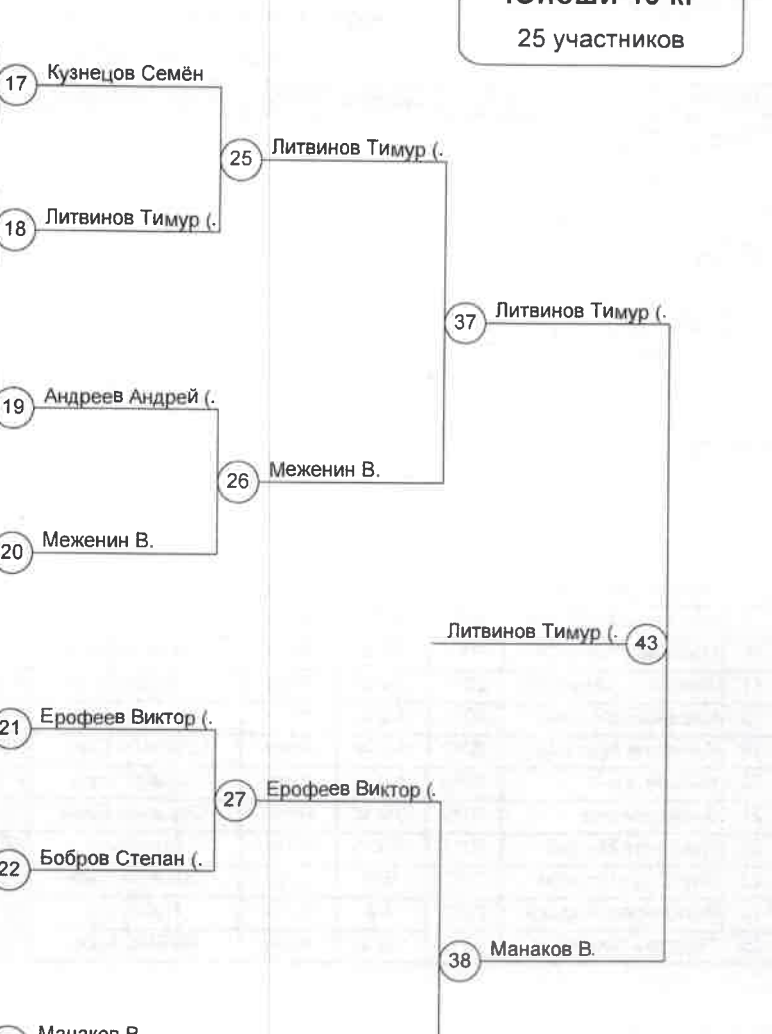 25 участников
17 Кузнецов Семён
25 Литвинов Тимур (.
18 Литвинов Тимур (.
37 Литвинов Тимур (.
19 Андреев Андрей (.
26 Меженин В.
20 Меженин В.
Литвинов Тимур (. 43
21 Ерофеев Виктор (.
27 Ерофеев Виктор (.
22 Бобров Степан (.
38 Манаков В.
Манаков В